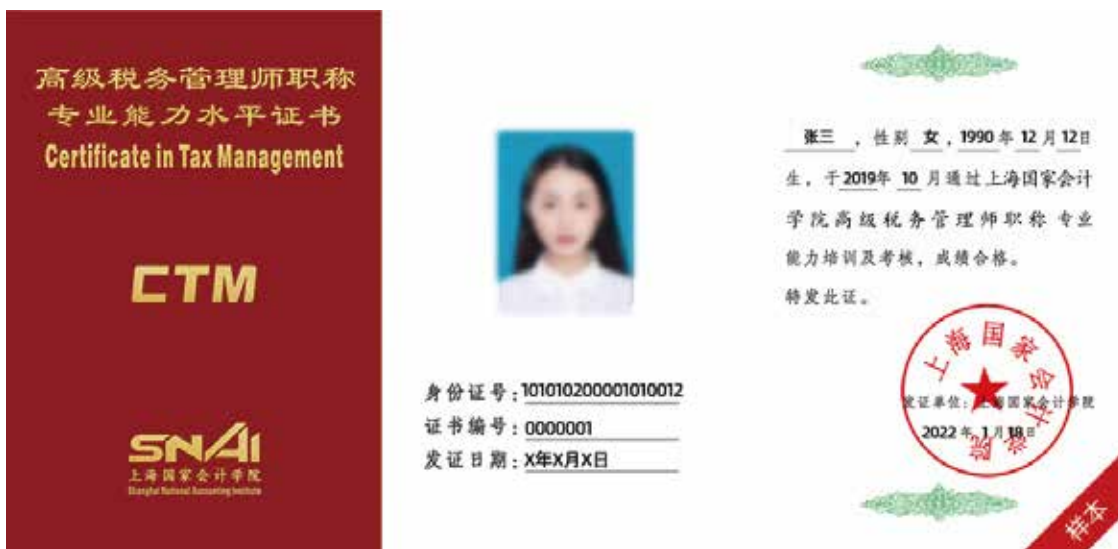 高级税务管理师职称
专业能力水平证书
Certificate in Tax Management
CTM
SNAI
上海国家会计学院
Shanghai National Accounting Institute
身份证号:101010200001010012
证书编号:0000001
发证日期:X年X月X日
张三,性别 女,1990年12月12日
生,于2019年 10 月通过上海国家会计
学院高级税务管理师职称 专业
能力培训及考核,成绩合格。
特发此证。
上海国家会计学院
发证单位:上海国家会计学院
2022年1月18日
样本